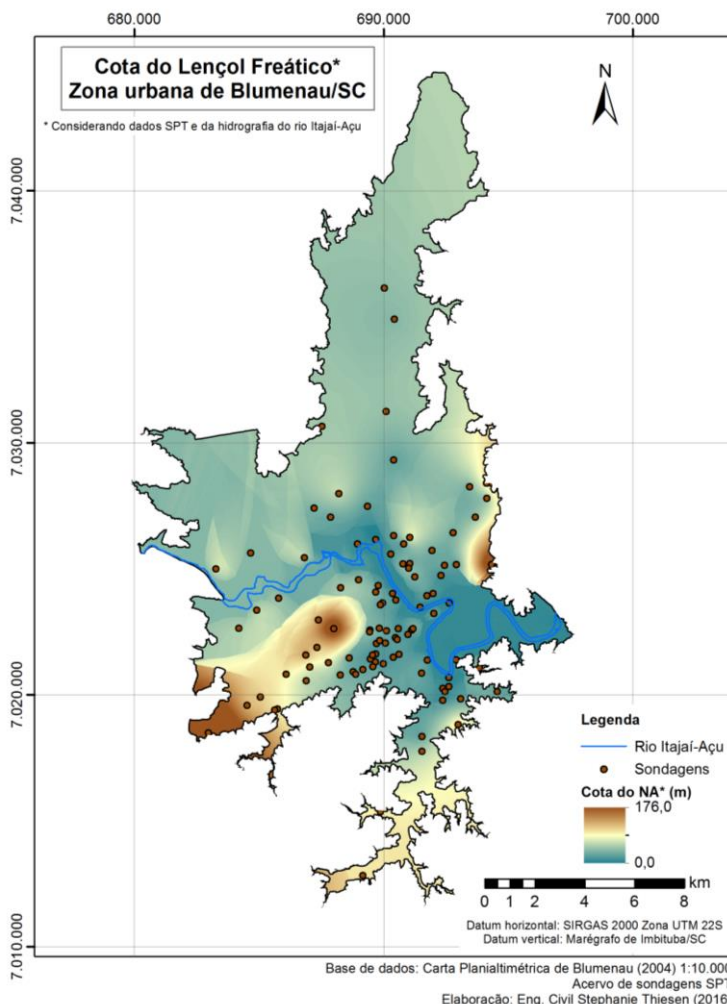 680.000 690.000 700.000
Cota do Lençol Freático*
Zona urbana de Blumenau/SC
* Considerando dados SPT e da hidrografia do rio Itajaí-Açu
N
7.040.000
7.030.000
7.020.000
7.010.000
Legenda
Rio Itajaí-Açu
Sondagens
Cota do NA* (m)
176,0
0,0
km
0 1 2 4 6 8
Datum horizontal: SIRGAS 2000 Zona UTM 22S
Datum vertical: Marégrafo de Imbituba/SC
Base de dados: Carta Planialtimétrica de Blumenau (2004) 1:10.000
Acervo de sondagens SPT
Elaboração: Eng. Civil Stephanie Thiesen (2016